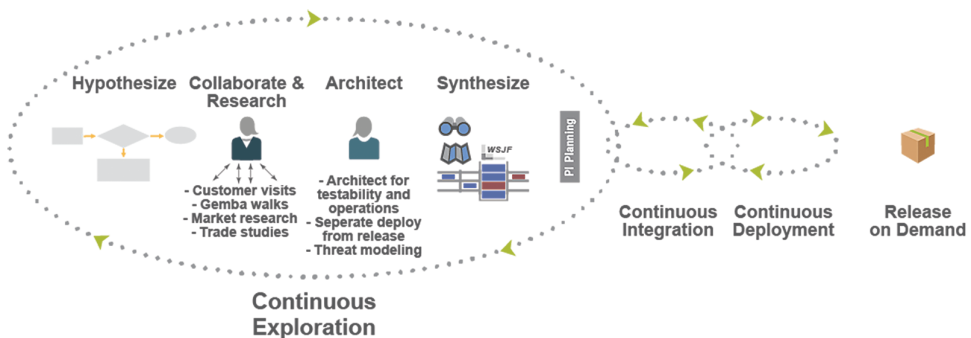 Hypothesize
Collaborate &
Research
- Customer visits
- Gemba walks
- Market research
- Trade studies
Architect
- Architect for
testability and
operations
- Seperate deploy
from release
- Threat modeling
Synthesize
WSJF
PI Planning
Continuous
Exploration
Continuous
Integration
Continuous
Deployment
Release
on Demand